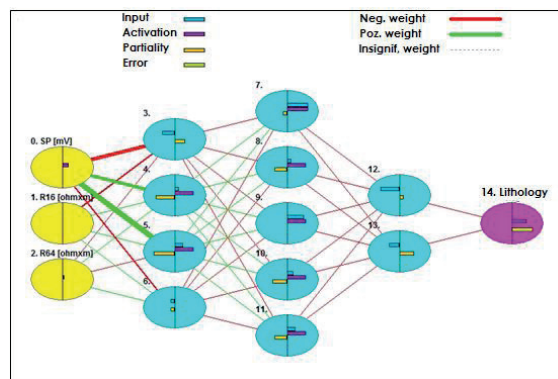 Input
Activation
Partiality
Error
Neg. weight
Poz. weight
Insignif. weight
0. SP [mV]
1. R16 [ohmxm]
2. R64 [ohmxm]
3.
4.
5.
6.
7.
8.
9.
10.
11.
12.
13.
14. Lithology